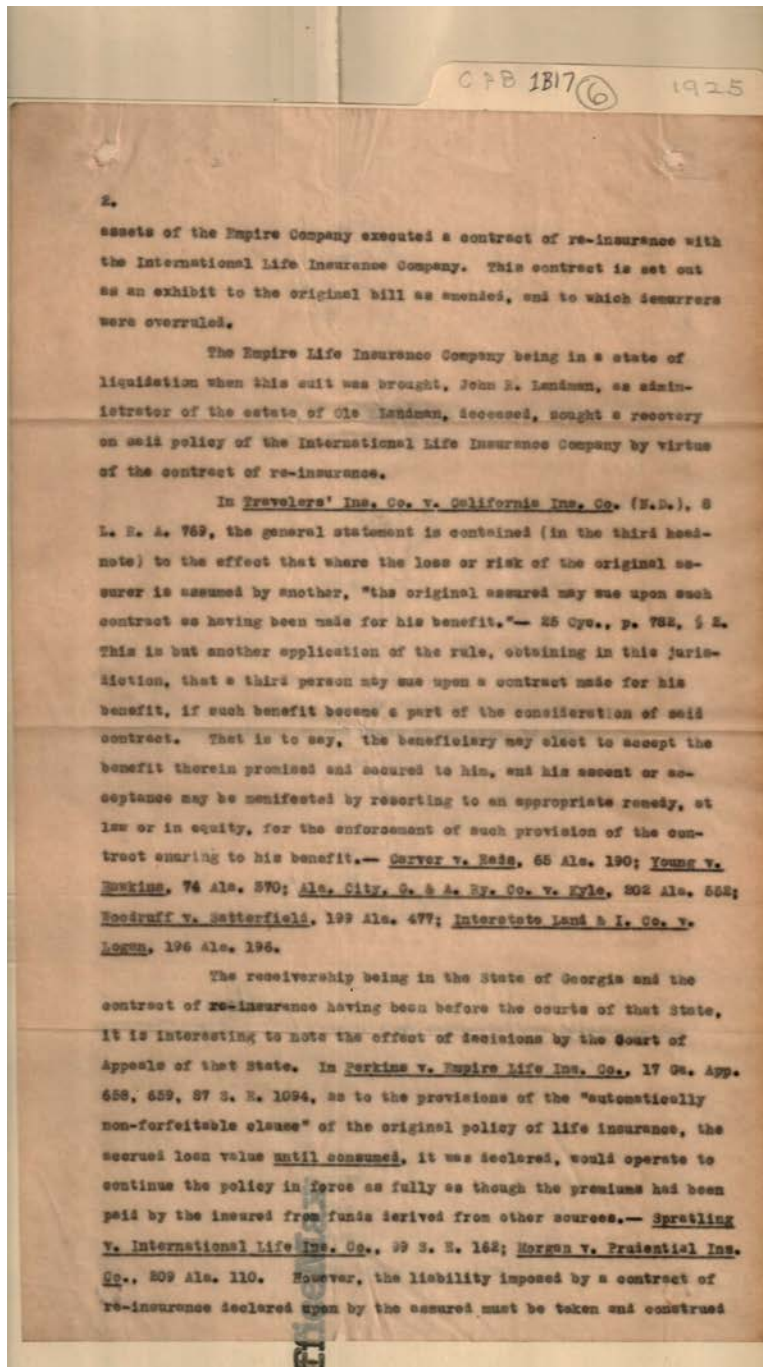 CPB 1B17 6 1925
2.
assets of the Empire Company executed a contract of re-insurance with
the International Life Insurance Company. This contract is set out
as an exhibit to the original bill as amended, and to which demurrers
were overruled.
The Empire Life Insurance Company being in a state of
liquidation when this suit was brought, John R. Landman, as admin-
istrator of the estate of Ole Landman, deceased, sought a recovery
on said policy of the International Life Insurance Company by virtue
of the contract of re-insurance.
In Travelers' Ins. Co. v. California Ins. Co. (N.D.), 8
L. R. A. 769, the general statement is contained (in the third head-
note) to the effect that where the loss or risk of the original as-
surer is assumed by another, "the original assured may sue upon such
contract as having been made for his benefit."— 25 Cyc., p. 782, § 2.
This is but another application of the rule, obtaining in this juris-
diction, that a third person may sue upon a contract made for his
benefit, if such benefit became a part of the consideration of said
contract. That is to say, the beneficiary may elect to accept the
benefit therein promised and secured to him, and his assent or ac-
ceptance may be manifested by resorting to an appropriate remedy, at
law or in equity, for the enforcement of such provision of the con-
tract enuring to his benefit.— Carver v. Eads, 65 Ala. 190; Young v.
Hawkins, 74 Ala. 370; Ala. City, G. & A. Ry. Co. v. Kyle, 202 Ala. 552;
Woodruff v. Satterfield, 199 Ala. 477; Interstate Land & I. Co. v.
Logan, 196 Ala. 196.
The receivership being in the State of Georgia and the
contract of re-insurance having been before the courts of that State,
it is interesting to note the effect of decisions by the Court of
Appeals of that State. In Perkins v. Empire Life Ins. Co., 17 Ga. App.
658, 659, 87 S. E. 1094, as to the provisions of the "automatically
non-forfeitable clause" of the original policy of life insurance, the
accrued loan value until consumed, it was declared, would operate to
continue the policy in force as fully as though the premiums had been
paid by the insured from funds derived from other sources.— Spratling
v. International Life Ins. Co., 99 S. E. 162; Morgan v. Prudential Ins.
Co., 209 Ala. 110. However, the liability imposed by a contract of
re-insurance declared upon by the assured must be taken and construed